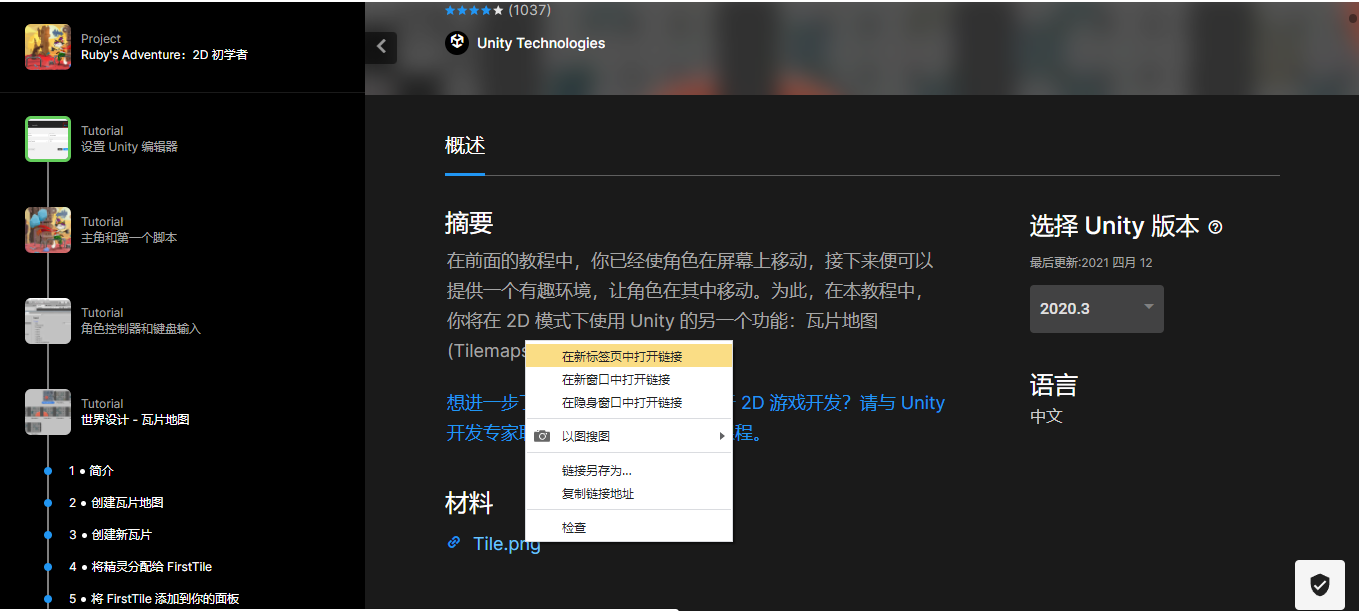 Project
Ruby's Adventure：2D 初学者
Tutorial
设置 Unity 编辑器
Tutorial
主角和第一个脚本
Tutorial
角色控制器和键盘输入
Tutorial
世界设计 - 瓦片地图
1 • 简介
2 • 创建瓦片地图
3 • 创建新瓦片
4 • 将精灵分配给 FirstTile
5 • 将 FirstTile 添加到你的面板
(1037)
Unity Technologies
概述
摘要
在前面的教程中，你已经使角色在屏幕上移动，接下来便可以
提供一个有趣环境，让角色在其中移动。为此，在本教程中，
你将在 2D 模式下使用 Unity 的另一个功能：瓦片地图
(Tilemaps
想进一步 2D 游戏开发？请与 Unity
开发专家 程。
在新标签页中打开链接
在新窗口中打开链接
在隐身窗口中打开链接
以图搜图
链接另存为...
复制链接地址
检查
材料
Tile.png
选择 Unity 版本
最后更新:2021 四月 12
2020.3
语言
中文